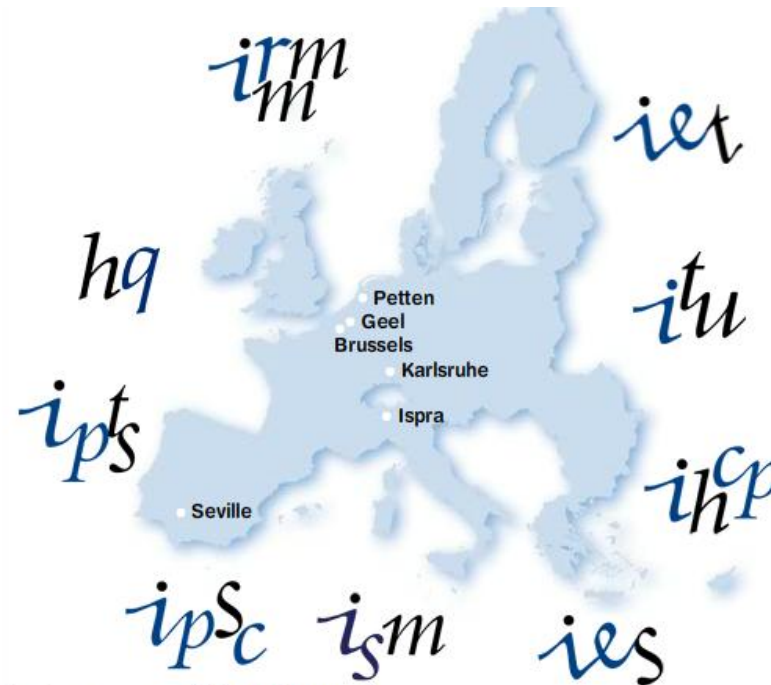 irmm
iet
hq
itu
Petten
Geel
Brussels
Karlsruhe
ipts
Ispra
ihcp
Seville
ipsc
ism
ies